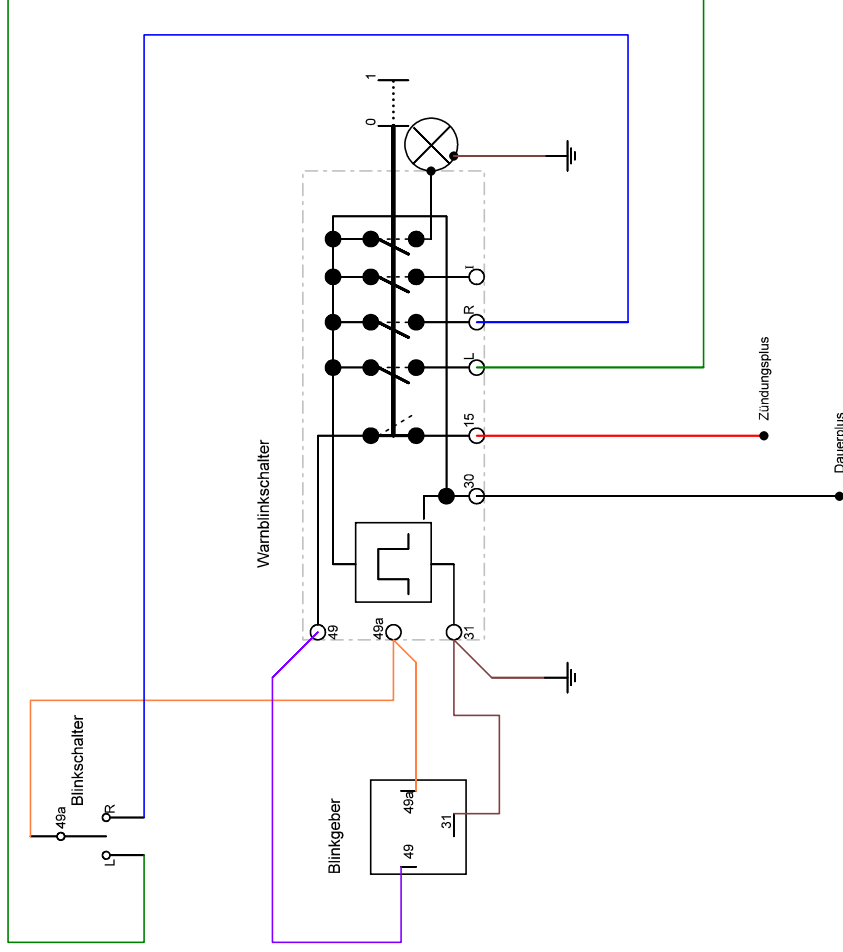 1
0
I
R
L
15
Zündungsplus
30
Dauerplus
Warnblinkschalter
49
49a
31
Blinkschalter
49a
R
L
Blinkgeber
49a
31
49